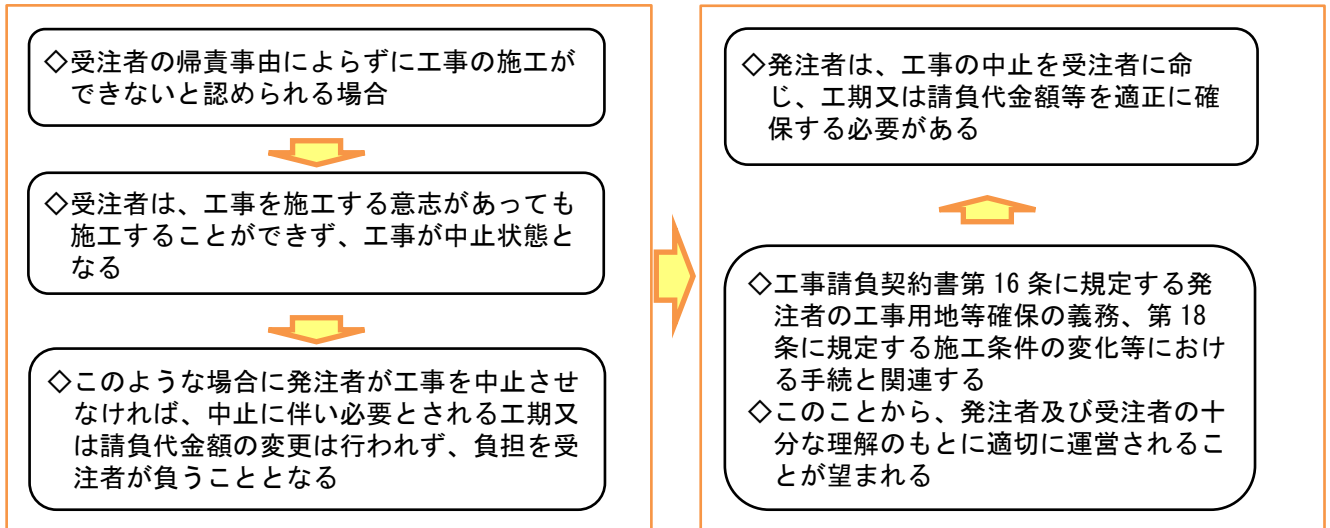 ◇受注者の帰責事由によらずに工事の施工が
できないと認められる場合
◇受注者は、工事を施工する意志があっても
施工することができず、工事が中止状態と
なる
◇このような場合に発注者が工事を中止させ
なければ、中止に伴い必要とされる工期又
は請負代金額の変更は行われず、負担を受
注者が負うこととなる
◇発注者は、工事の中止を受注者に命
じ、工期又は請負代金額等を適正に確
保する必要がある
◇工事請負契約書第 16 条に規定する発
注者の工事用地等確保の義務、第 18
条に規定する施工条件の変化等におけ
る手続と関連する
◇このことから、発注者及び受注者の十
分な理解のもとに適切に運営されるこ
とが望まれる